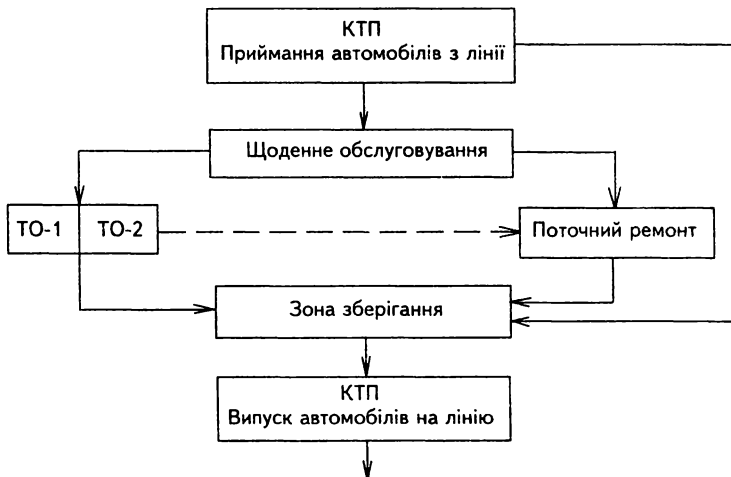 КТП
Приймання автомобілів з лінії
Щоденне обслуговування
ТО-1
ТО-2
Поточний ремонт
Зона зберігання
КТП
Випуск автомобілів на лінію